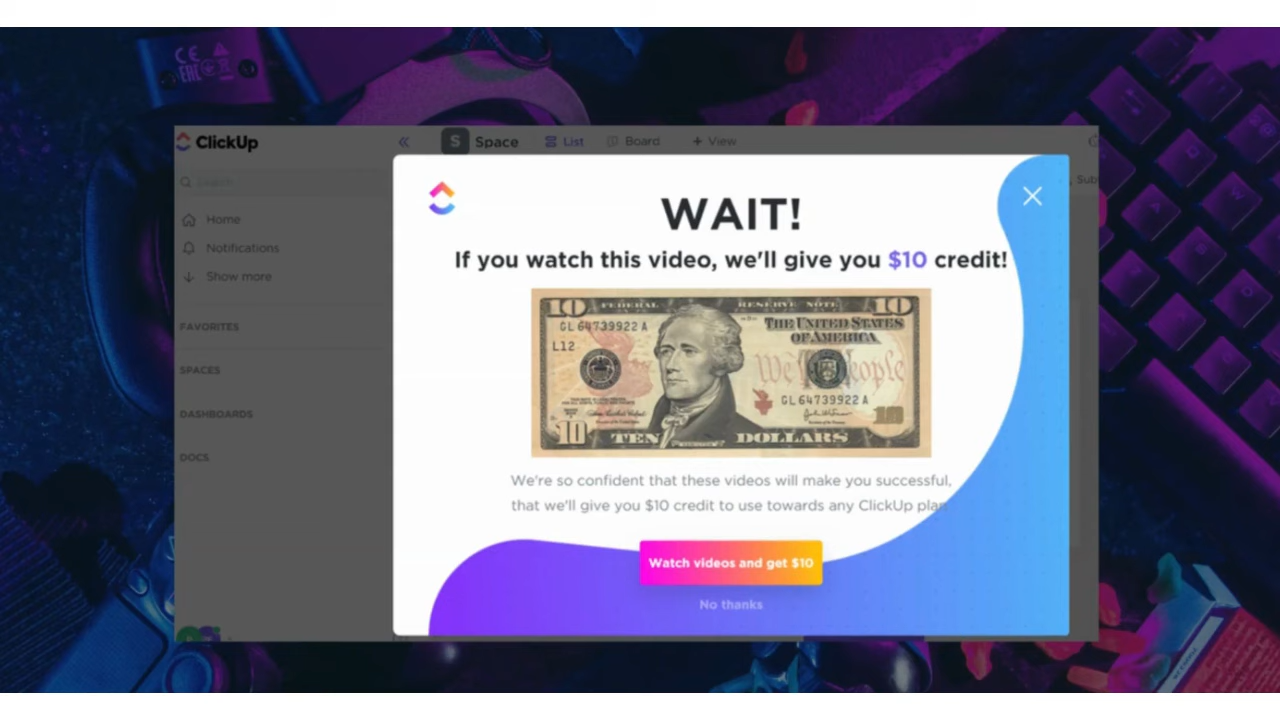 ClickUp
S
Space
List
Board
+ View
Search
Home
Notifications
Show more
FAVORITES
SPACES
DASHBOARDS
DOCS
WAIT!
If you watch this video, we'll give you $10 credit!
10 FEDERAL RESERVE NOTE 10
GL 64739922 A
THE UNITED STATES
OF AMERICA
L12
We the People
GL 64739922 A
10 TEN DOLLARS 10
We're so confident that these videos will make you successful,
that we'll give you $10 credit to use towards any ClickUp plan
Watch videos and get $10
No thanks